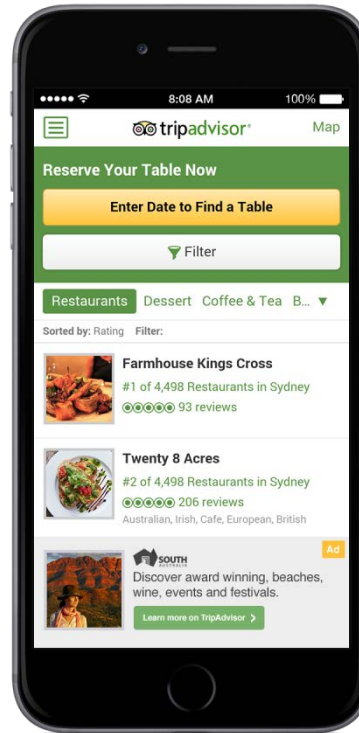 8:08 AM 100%
tripadvisor®
Map
Reserve Your Table Now
Enter Date to Find a Table
Filter
Restaurants Dessert Coffee & Tea B... ▼
Sorted by: Rating Filter:
Farmhouse Kings Cross
#1 of 4,498 Restaurants in Sydney
93 reviews
Twenty 8 Acres
#2 of 4,498 Restaurants in Sydney
206 reviews
Australian, Irish, Cafe, European, British
SOUTH
AUSTRALIA
Ad
Discover award winning, beaches,
wine, events and festivals.
Learn more on TripAdvisor >